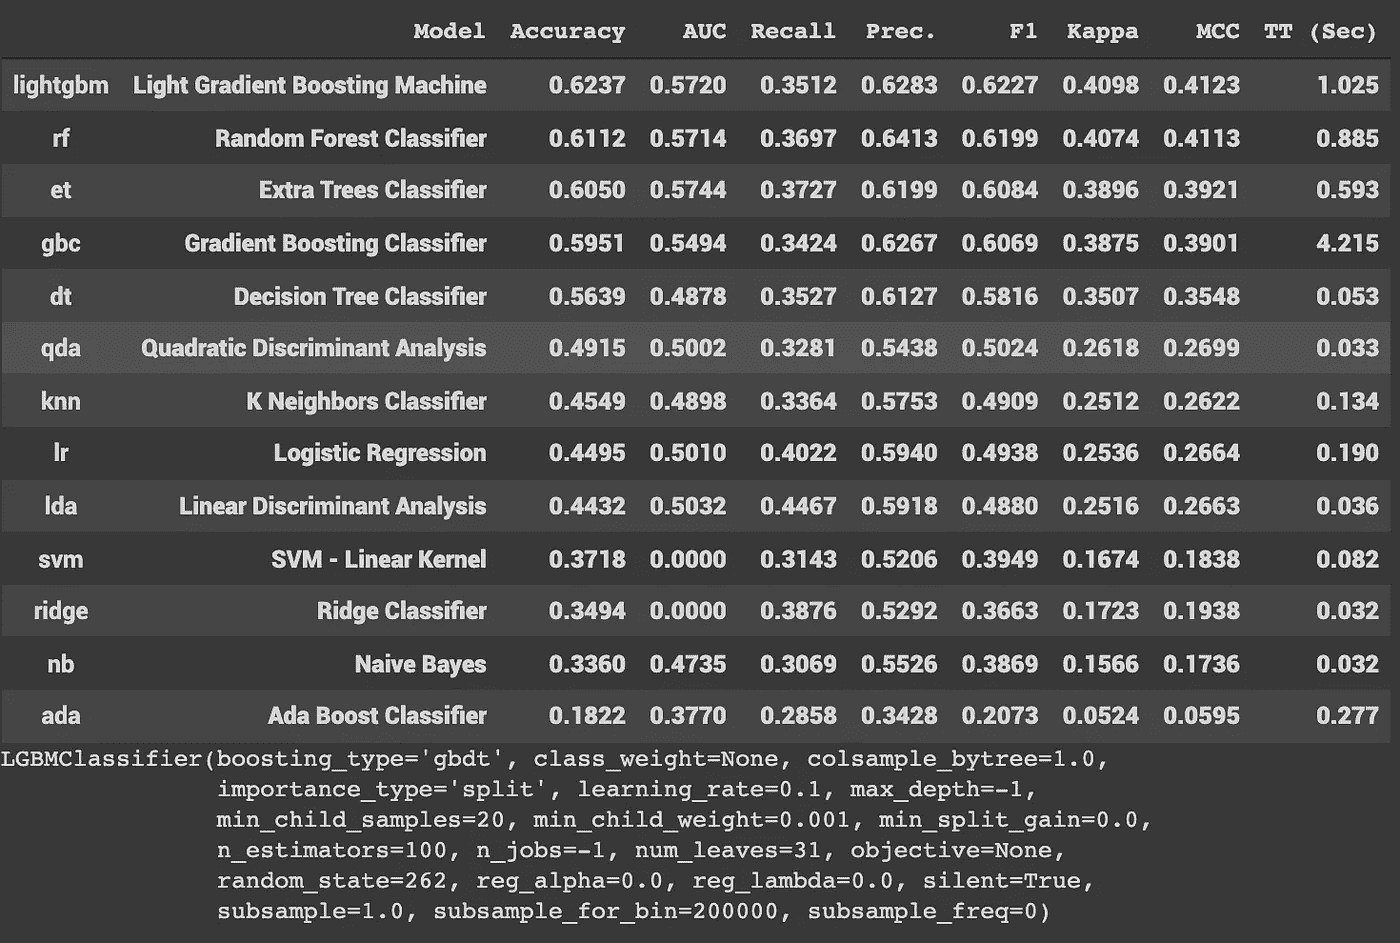 Model Accuracy AUC Recall Prec. F1 Kappa MCC TT (Sec)
lightgbm Light Gradient Boosting Machine 0.6237 0.5720 0.3512 0.6283 0.6227 0.4098 0.4123 1.025
rf Random Forest Classifier 0.6112 0.5714 0.3697 0.6413 0.6199 0.4074 0.4113 0.885
et Extra Trees Classifier 0.6050 0.5744 0.3727 0.6199 0.6084 0.3896 0.3921 0.593
gbc Gradient Boosting Classifier 0.5951 0.5494 0.3424 0.6267 0.6069 0.3875 0.3901 4.215
dt Decision Tree Classifier 0.5639 0.4878 0.3527 0.6127 0.5816 0.3507 0.3548 0.053
qda Quadratic Discriminant Analysis 0.4915 0.5002 0.3281 0.5438 0.5024 0.2618 0.2699 0.033
knn K Neighbors Classifier 0.4549 0.4898 0.3364 0.5753 0.4909 0.2512 0.2622 0.134
lr Logistic Regression 0.4495 0.5010 0.4022 0.5940 0.4938 0.2536 0.2664 0.190
lda Linear Discriminant Analysis 0.4432 0.5032 0.4467 0.5918 0.4880 0.2516 0.2663 0.036
svm SVM - Linear Kernel 0.3718 0.0000 0.3143 0.5206 0.3949 0.1674 0.1838 0.082
ridge Ridge Classifier 0.3494 0.0000 0.3876 0.5292 0.3663 0.1723 0.1938 0.032
nb Naive Bayes 0.3360 0.4735 0.3069 0.5526 0.3869 0.1566 0.1736 0.032
ada Ada Boost Classifier 0.1822 0.3770 0.2858 0.3428 0.2073 0.0524 0.0595 0.277
LGBMClassifier(boosting_type='gbdt', class_weight=None, colsample_bytree=1.0,
importance_type='split', learning_rate=0.1, max_depth=-1,
min_child_samples=20, min_child_weight=0.001, min_split_gain=0.0,
n_estimators=100, n_jobs=-1, num_leaves=31, objective=None,
random_state=262, reg_alpha=0.0, reg_lambda=0.0, silent=True,
subsample=1.0, subsample_for_bin=200000, subsample_freq=0)